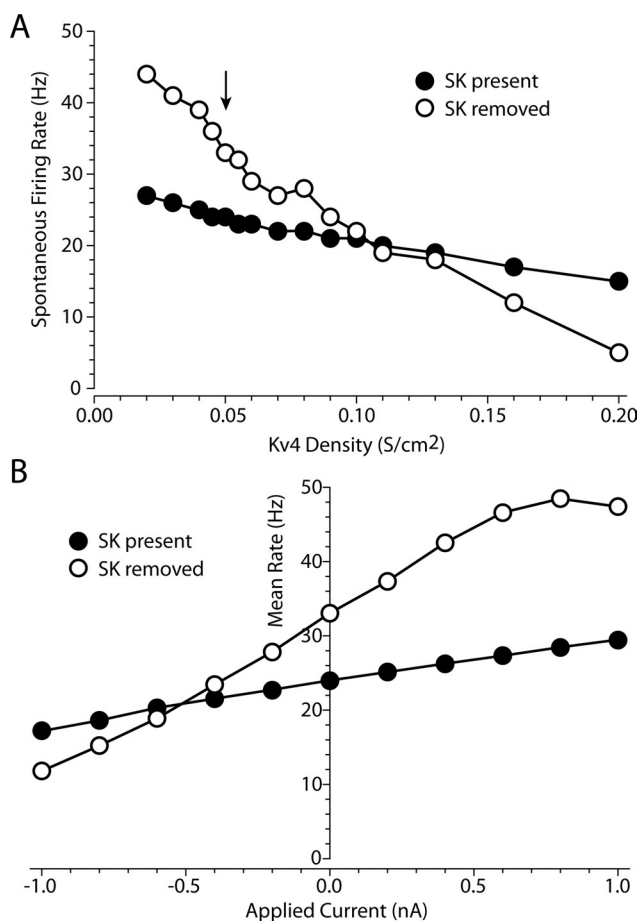 A
50
40
30
20
10
0
Spontaneous Firing Rate (Hz)
SK present
SK removed
0.00
0.05
0.10
0.15
0.20
Kv4 Density (S/cm2)
B
50
40
30
20
10
0
Mean Rate (Hz)
SK present
SK removed
-1.0
-0.5
0.0
0.5
1.0
Applied Current (nA)